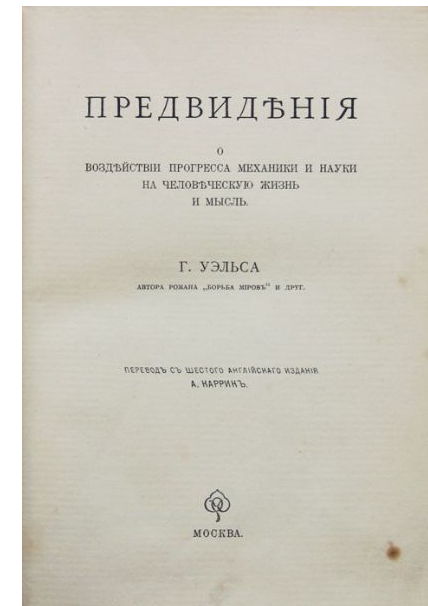 ПРЕДВИДѢНІЯ
О
ВОЗДѢЙСТВІИ ПРОГРЕССА МЕХАНИКИ И НАУКИ
НА ЧЕЛОВѢЧЕСКУЮ ЖИЗНЬ
И МЫСЛЬ.
Г. УЭЛЬСА
АВТОРА РОМАНА „БОРЬБА МІРОВЪ“ И ДРУГ.
ПЕРЕВОДЪ СЪ ШЕСТОГО АНГЛІЙСКАГО ИЗДАНІЯ
А. КАРРИКЪ.
МОСКВА.